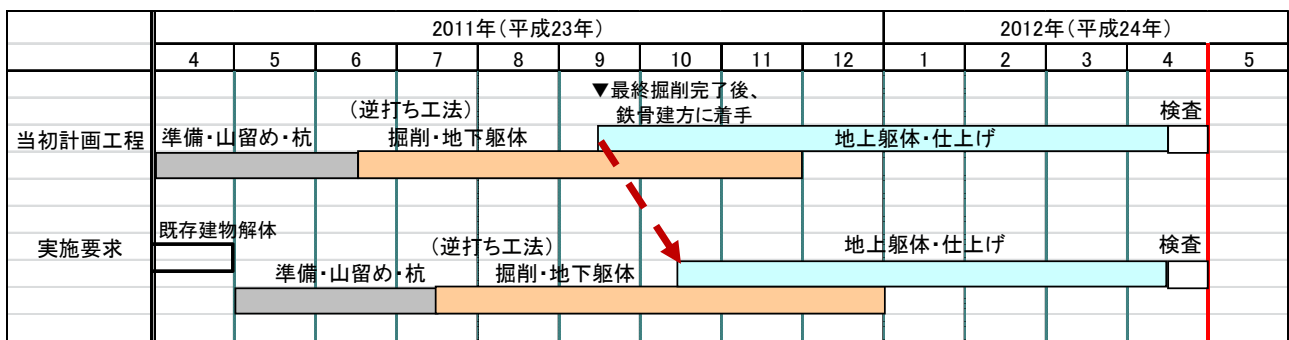 2011年(平成23年) 2012年(平成24年)
4 5 6 7 8 9 10 11 12 1 2 3 4 5
▼最終掘削完了後、
(逆打ち工法) 鉄骨建方に着手 検査
当初計画工程 準備・山留め・杭 掘削・地下躯体 地上躯体・仕上げ
既存建物解体
実施要求 (逆打ち工法) 地上躯体・仕上げ 検査
準備・山留め・杭 掘削・地下躯体